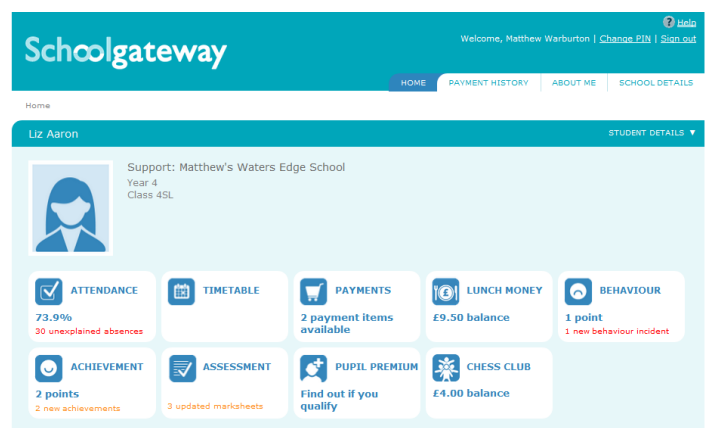 ? Help
Schoolgateway
Welcome, Matthew Warburton | Change PIN | Sign out
HOME PAYMENT HISTORY ABOUT ME SCHOOL DETAILS
Home
Liz Aaron STUDENT DETAILS ▼
Support: Matthew's Waters Edge School
Year 4
Class 4SL
ATTENDANCE
73.9%
30 unexplained absences
TIMETABLE
PAYMENTS
2 payment items
available
£
LUNCH MONEY
£9.50 balance
BEHAVIOUR
1 point
1 new behaviour incident
ACHIEVEMENT
2 points
2 new achievements
ASSESSMENT
3 updated marksheets
PUPIL PREMIUM
Find out if you
qualify
CHESS CLUB
£4.00 balance